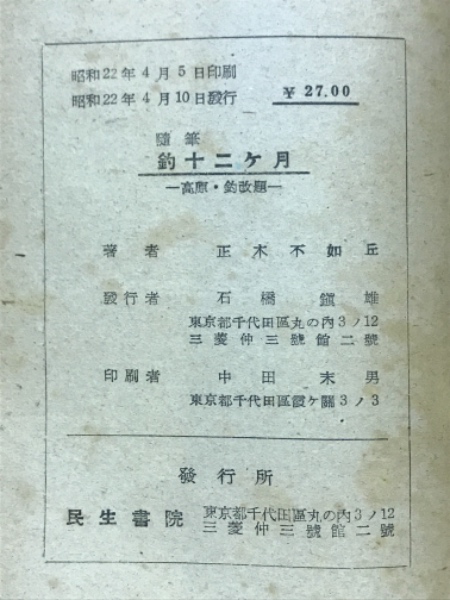 昭和22年4月5日印刷
昭和22年4月10日發行
¥ 27.00
隨筆
釣十二ケ月
―高原・釣改題―
著者 正木不如丘
發行者 石橋鎭雄
東京都千代田區丸の內3ノ12
三菱仲三號館二號
印刷者 中田末男
東京都千代田區霞ケ關3ノ3
發行所
民生書院 東京都千代田區丸の內3ノ12
三菱仲三號館二號